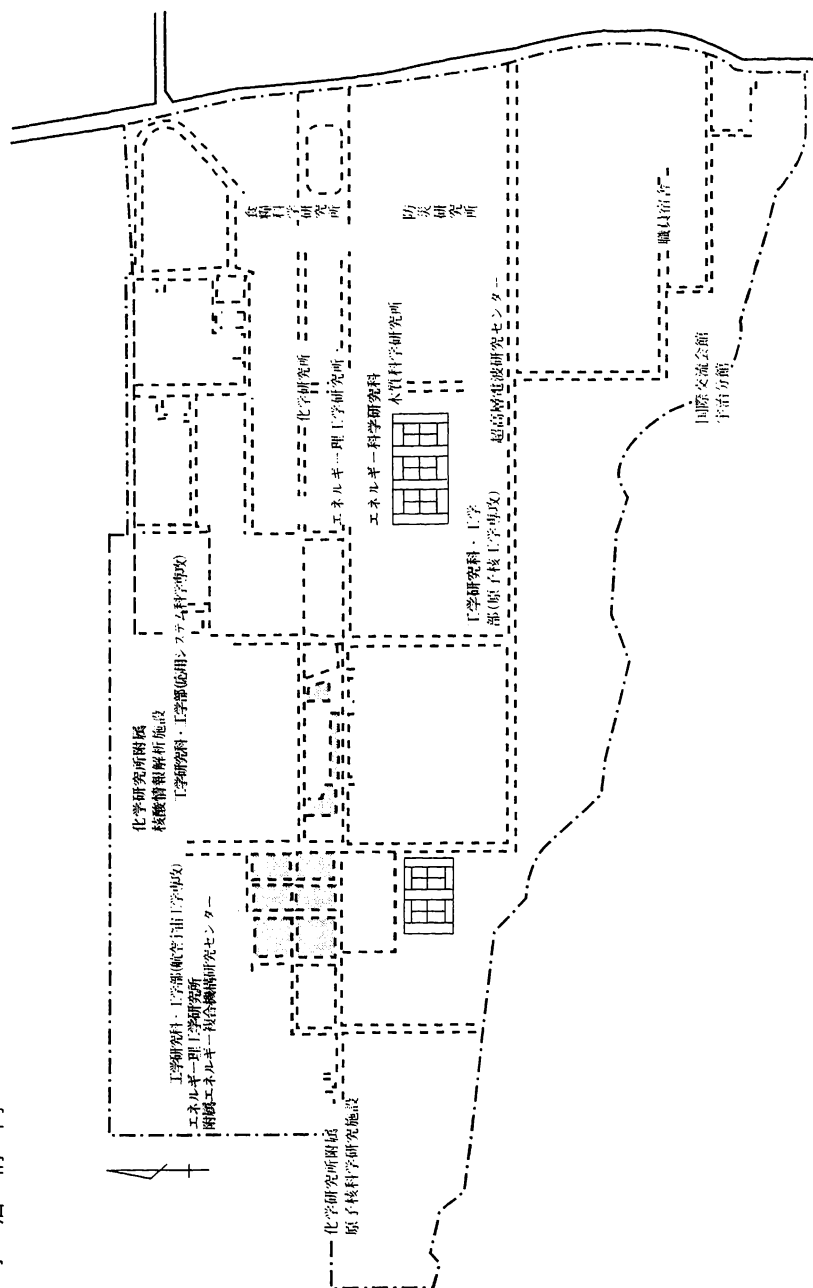 食糧科学研究所
防災研究所
職員宿舎
化学研究所
エネルギー理工学研究所
木質科学研究所
超高層電波研究センター
国際交流会館
宇治分館
エネルギー科学研究科
工学研究科・工学
部(原子核工学専攻)
化学研究所附属
核酸情報解析施設
工学研究科・工学部(応用システム科学専攻)
工学研究科・工学部(航空宇宙工学専攻)
エネルギー理工学研究所
附属エネルギー複合機構研究センター
化学研究所附属
原子核科学研究施設
構内